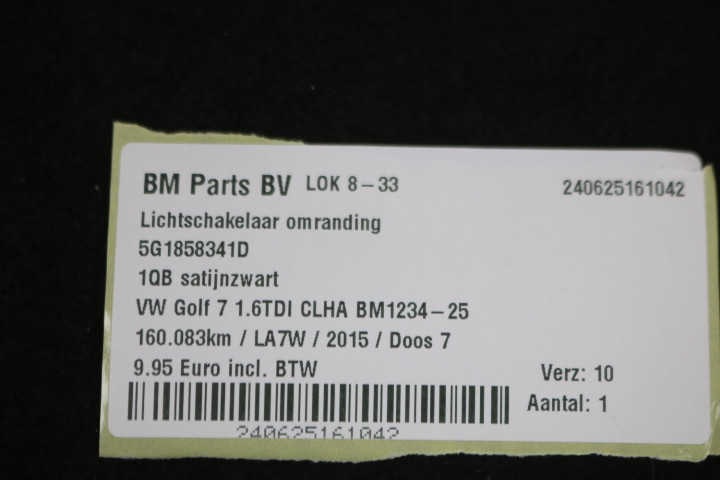 BM Parts BV LOK 8-33 240625161042
Lichtschakelaar omranding
5G1858341D
1QB satijnzwart
VW Golf 7 1.6TDI CLHA BM1234-25
160.083km / LA7W / 2015 / Doos 7
9.95 Euro incl. BTW
Verz: 10
Aantal: 1
240625161042